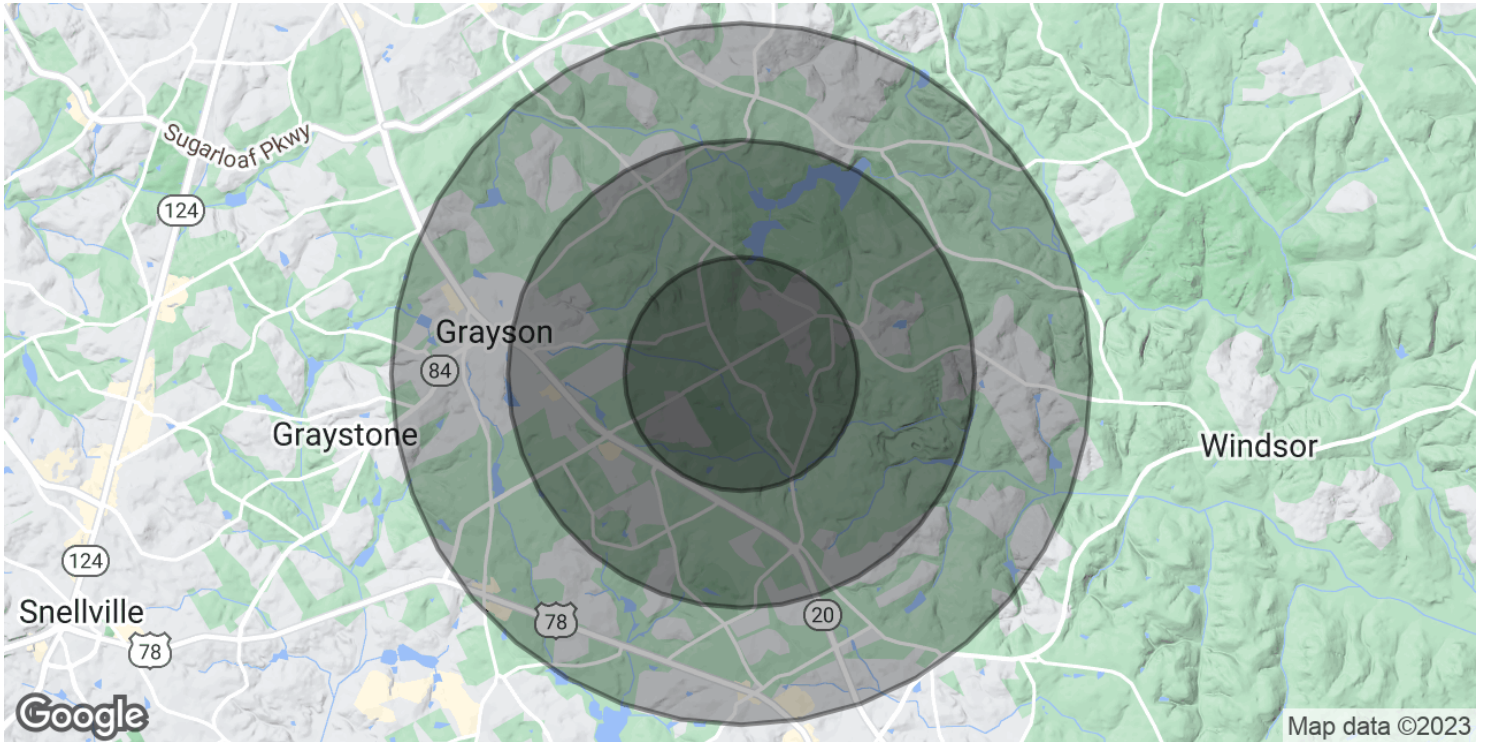 Sugarloaf Pkwy
124
Grayson
84
Graystone
Windsor
124
Snellville
78
78
20
Google
Map data ©2023